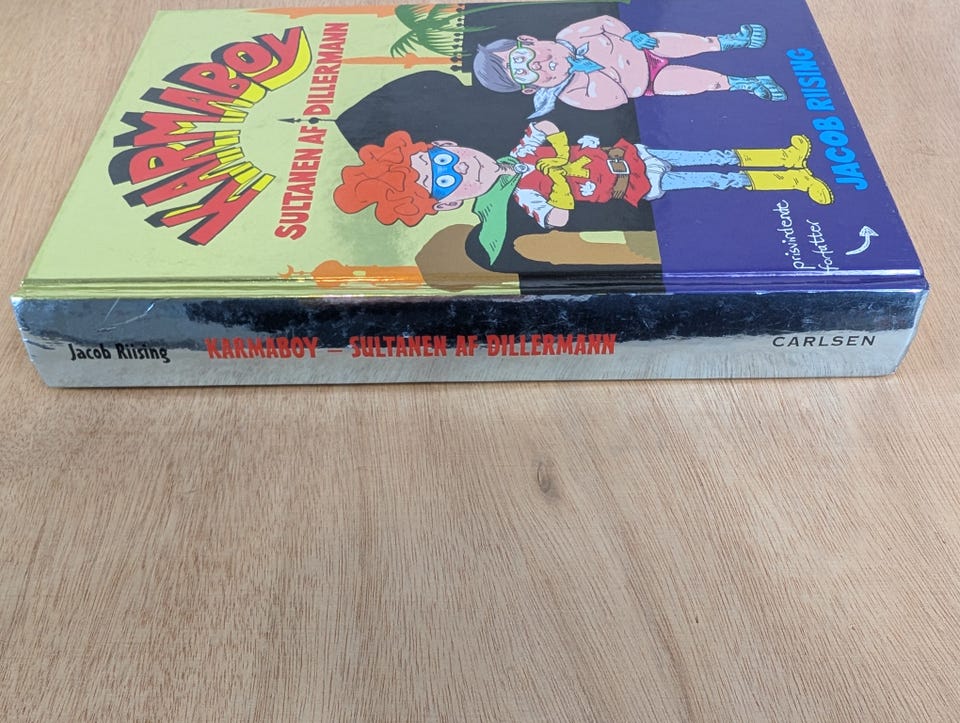 KARMABOY
SULTANEN AF DILLERMANN
prisvindende
forfatter
JACOB RIISING
Jacob Riising KARMABOY – SULTANEN AF DILLERMANN CARLSEN